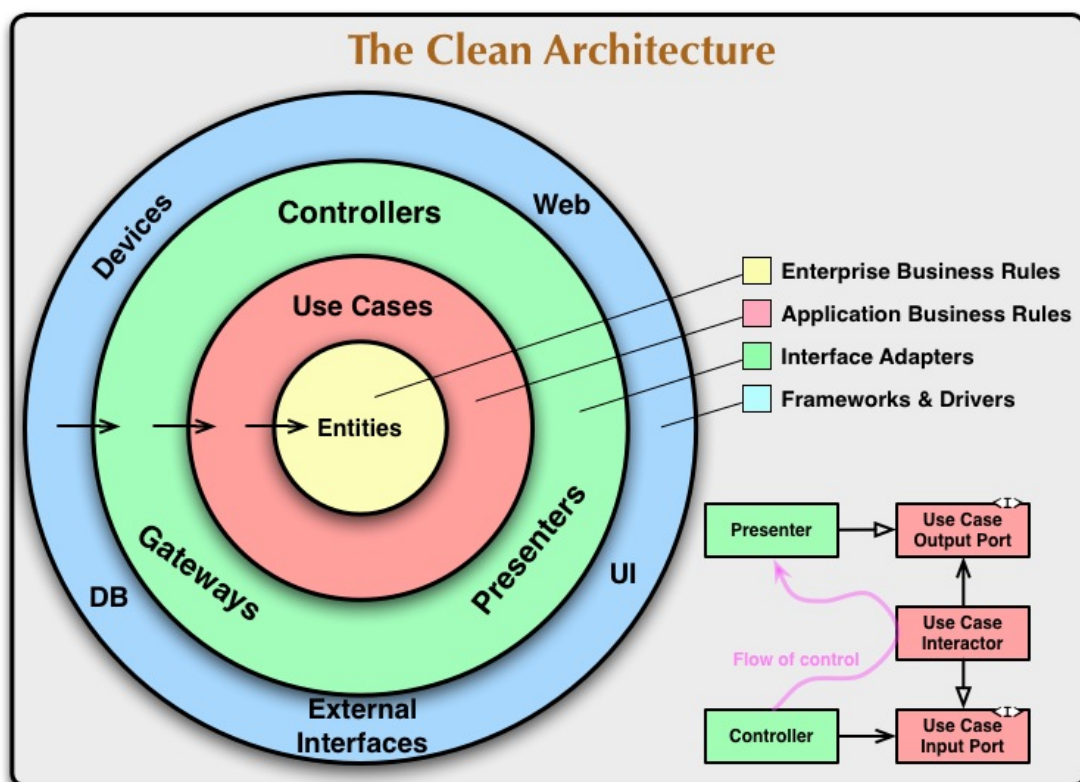 The Clean Architecture
Devices
Web
Controllers
Use Cases
Entities
Gateways
Presenters
DB
UI
External
Interfaces
Enterprise Business Rules
Application Business Rules
Interface Adapters
Frameworks & Drivers
Presenter
<I>
Use Case
Output Port
Use Case
Interactor
Flow of control
Controller
<I>
Use Case
Input Port